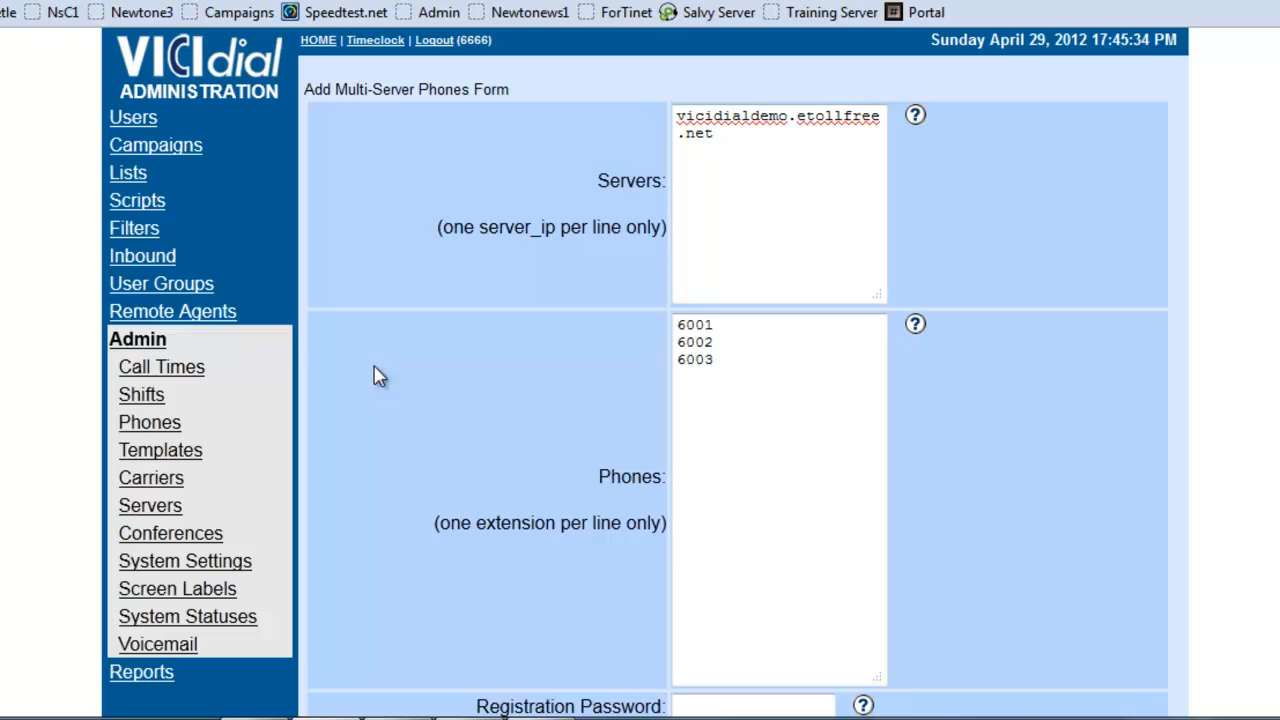 etle NsC1 Newtone3 Campaigns Speedtest.net Admin Newtonews1 ForTinet Salvy Server Training Server Portal
VICIdial
ADMINISTRATION
HOME | Timeclock | Logout (6666)
Sunday April 29, 2012 17:45:34 PM
Users
Campaigns
Lists
Scripts
Filters
Inbound
User Groups
Remote Agents
Admin
Call Times
Shifts
Phones
Templates
Carriers
Servers
Conferences
System Settings
Screen Labels
System Statuses
Voicemail
Reports
Add Multi-Server Phones Form
Servers:
(one server_ip per line only)
vicidialdemo.etollfree
.net
?
Phones:
(one extension per line only)
6001
6002
6003
?
Registration Password:
?